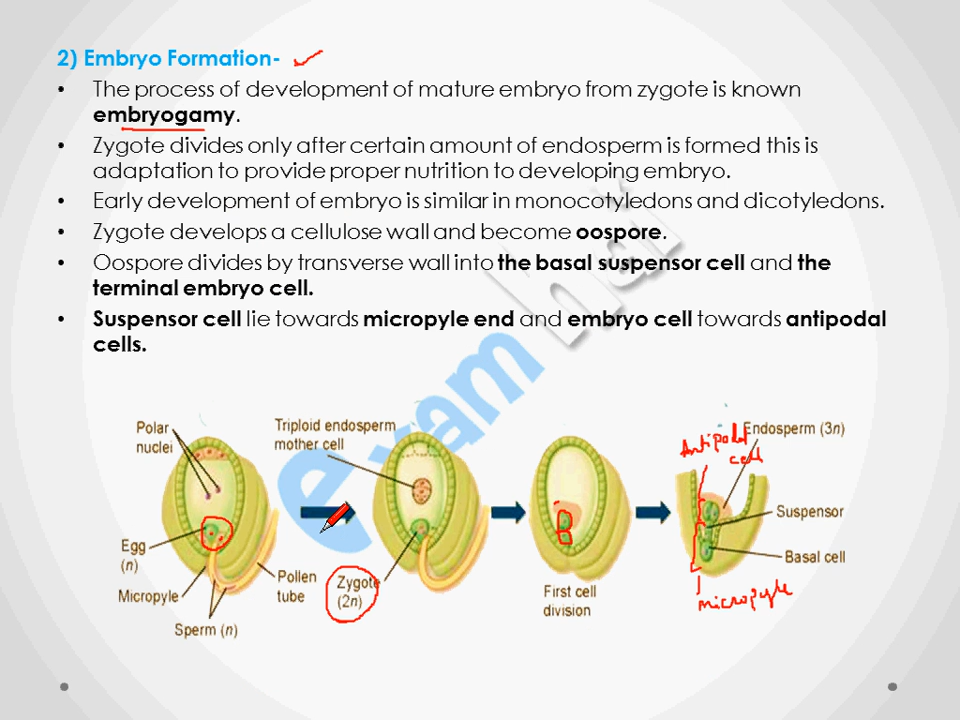 2) Embryo Formation-
• The process of development of mature embryo from zygote is known
embryogamy.
• Zygote divides only after certain amount of endosperm is formed this is
adaptation to provide proper nutrition to developing embryo.
• Early development of embryo is similar in monocotyledons and dicotyledons.
• Zygote develops a cellulose wall and become oospore.
• Oospore divides by transverse wall into the basal suspensor cell and the
terminal embryo cell.
• Suspensor cell lie towards micropyle end and embryo cell towards antipodal
cells.
Polar
nuclei
Egg
(n)
Micropyle
Sperm (n)
Pollen
tube
Triploid endosperm
mother cell
Zygote
(2n)
First cell
division
Antipodal
cell
Endosperm (3n)
Suspensor
Basal cell
micropyle
exam